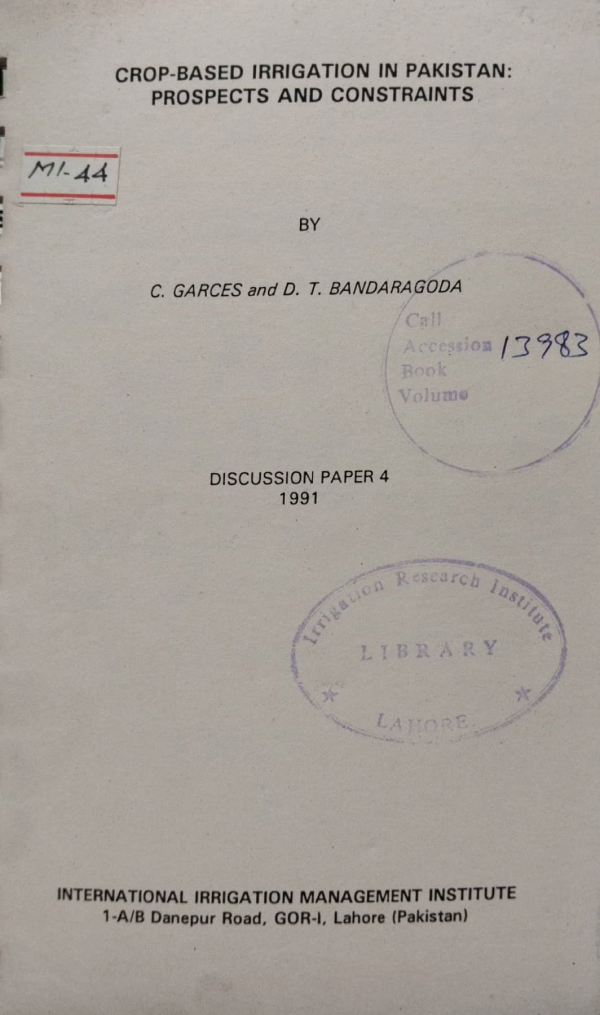 CROP-BASED IRRIGATION IN PAKISTAN:
PROSPECTS AND CONSTRAINTS
MI-44
BY
C. GARCES and D. T. BANDARAGODA
Call
Accession 13983
Book
Volume
DISCUSSION PAPER 4
1991
Irrigation Research Institute
LIBRARY
LAHORE.
INTERNATIONAL IRRIGATION MANAGEMENT INSTITUTE
1-A/B Danepur Road, GOR-I, Lahore (Pakistan)